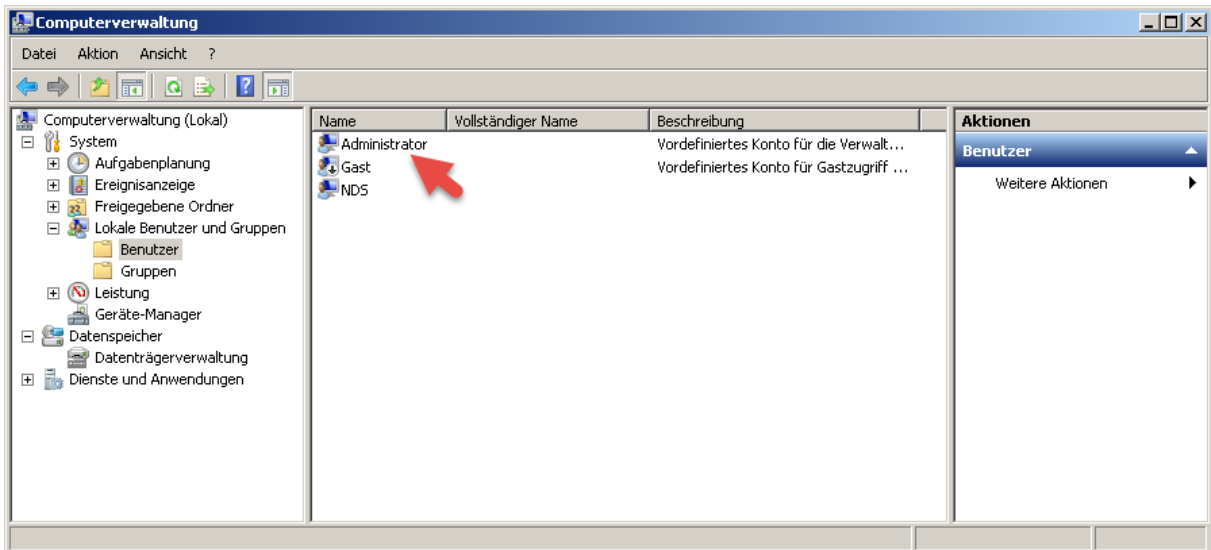 Computerverwaltung
Datei Aktion Ansicht ?
Computerverwaltung (Lokal)
System
Aufgabenplanung
Ereignisanzeige
Freigegebene Ordner
Lokale Benutzer und Gruppen
Benutzer
Gruppen
Leistung
Geräte-Manager
Datenspeicher
Datenträgerverwaltung
Dienste und Anwendungen
Name Vollständiger Name Beschreibung
Administrator Vordefiniertes Konto für die Verwalt...
Gast Vordefiniertes Konto für Gastzugriff ...
NDS
Aktionen
Benutzer
Weitere Aktionen